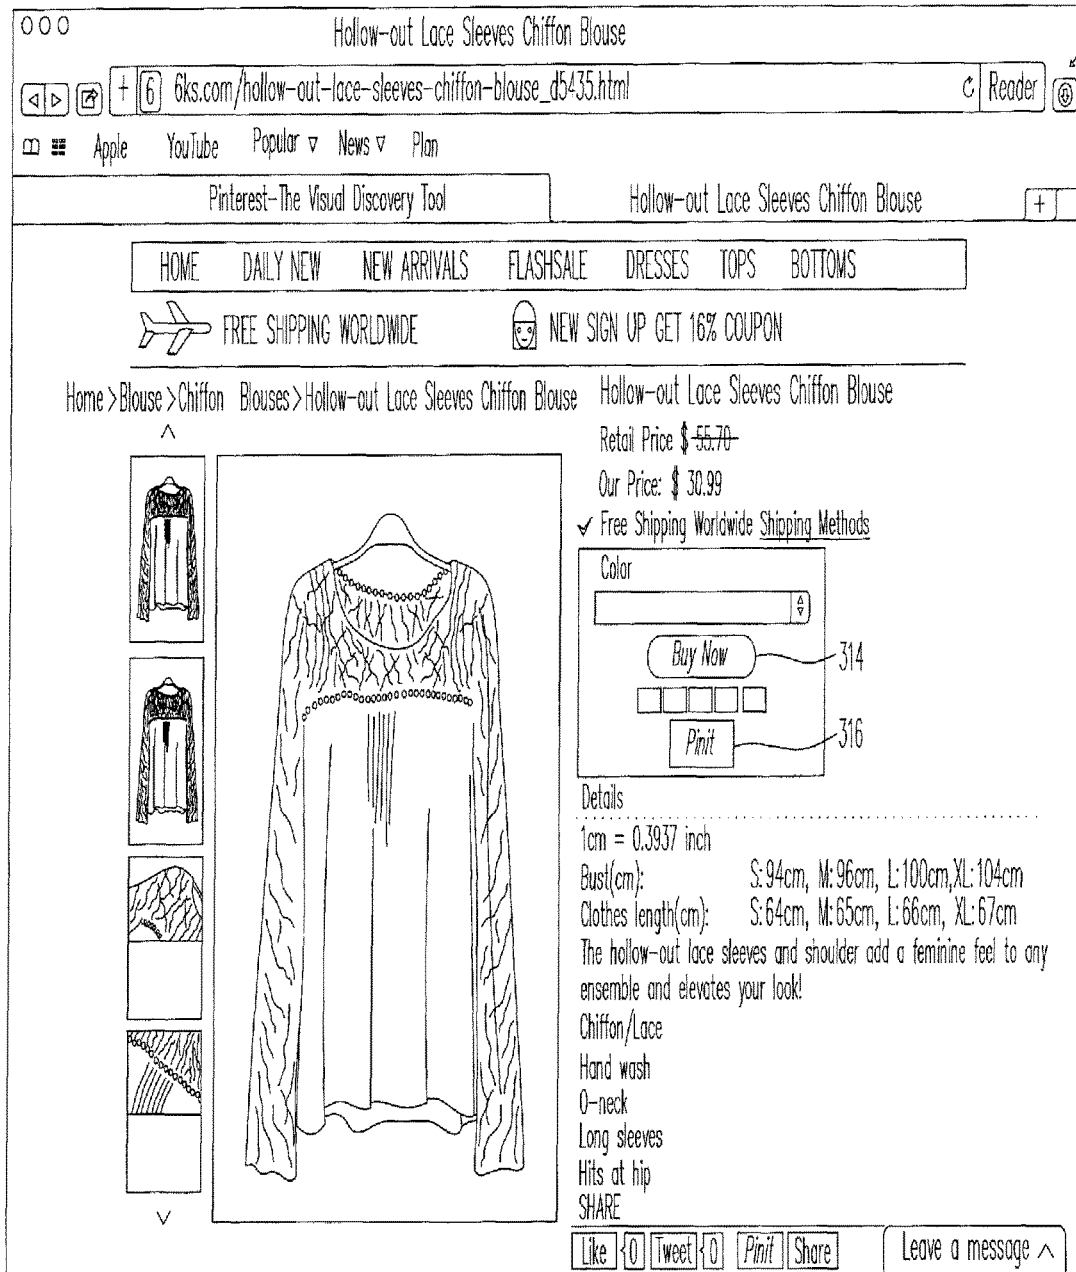 Hollow-out Lace Sleeves Chiffon Blouse
+ 6 6ks.com/hollow-out-lace-sleeves-chiffon-blouse_d5435.html Reader
Apple YouTube Popular News Plan
Pinterest-The Visual Discovery Tool Hollow-out Lace Sleeves Chiffon Blouse +
HOME DAILY NEW NEW ARRIVALS FLASHSALE DRESSES TOPS BOTTOMS
FREE SHIPPING WORLDWIDE NEW SIGN UP GET 16% COUPON
Home>Blouse>Chiffon Blouses>Hollow-out Lace Sleeves Chiffon Blouse
Hollow-out Lace Sleeves Chiffon Blouse
Retail Price $ 55.70
Our Price: $ 30.99
✓ Free Shipping Worldwide Shipping Methods
Color
Buy Now 314
Pinit 316
Details
1cm = 0.3937 inch
Bust(cm): S:94cm, M:96cm, L:100cm,XL:104cm
Clothes length(cm): S:64cm, M:65cm, L:66cm, XL:67cm
The hollow-out lace sleeves and shoulder add a feminine feel to any
ensemble and elevates your look!
Chiffon/Lace
Hand wash
O-neck
Long sleeves
Hits at hip
SHARE
Like 0 Tweet 0 Pinit Share Leave a message